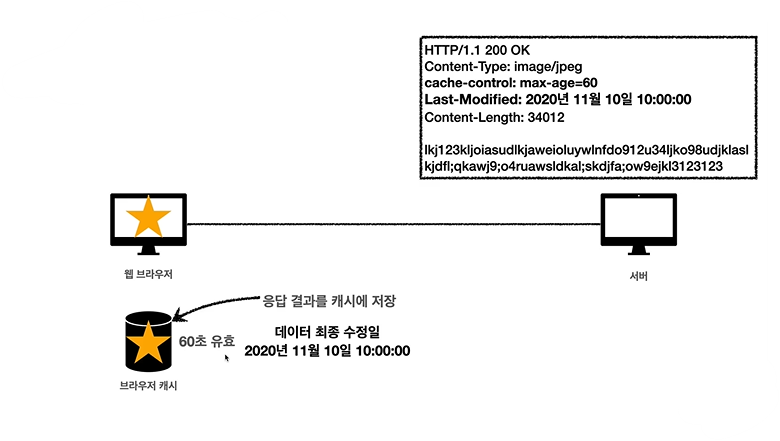 HTTP/1.1 200 OK
Content-Type: image/jpeg
cache-control: max-age=60
Last-Modified: 2020년 11월 10일 10:00:00
Content-Length: 34012
lkj123kljoiasudlkjaweioluywlnfdo912u34ljko98udjklasl
kjdfl;qkawj9;o4ruawsldkal;skdjfa;ow9ejkl3123123
웹 브라우저
서버
응답 결과를 캐시에 저장
60초 유효
데이터 최종 수정일
2020년 11월 10일 10:00:00
브라우저 캐시